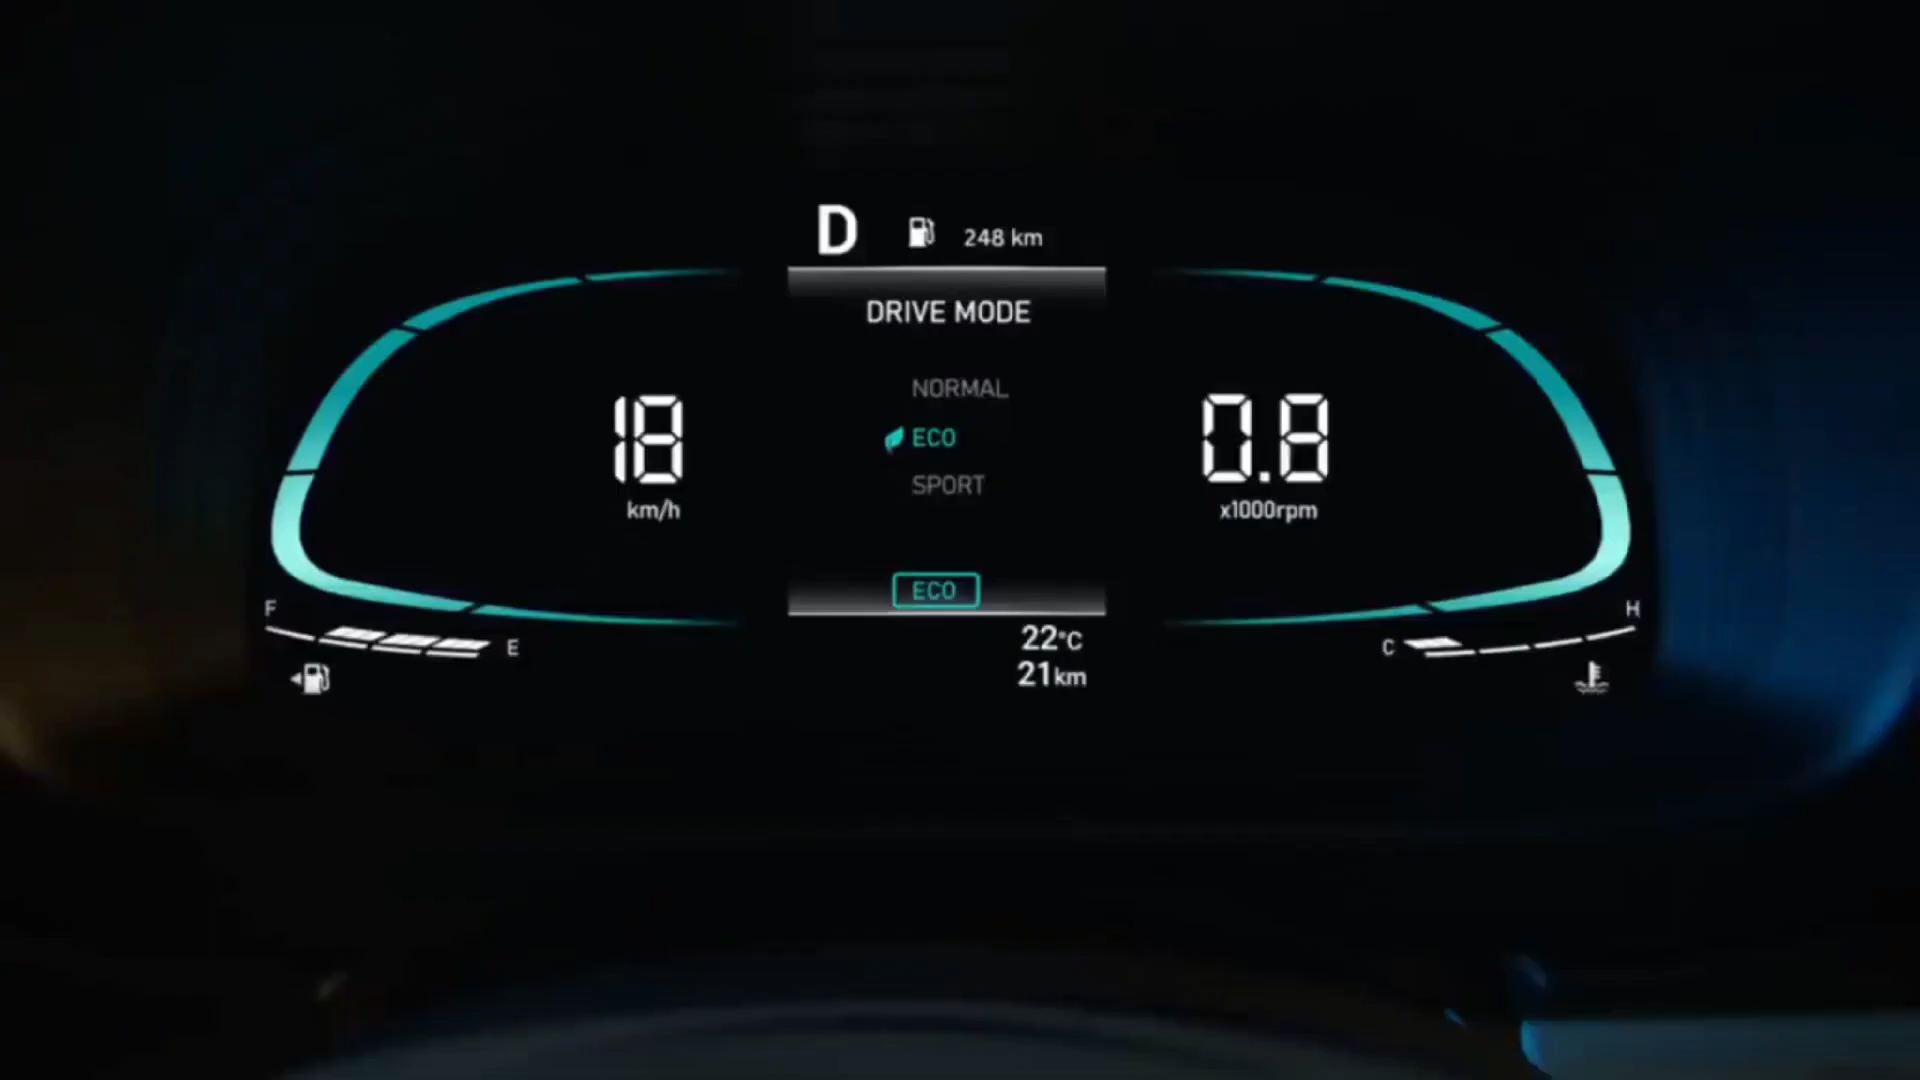 D 248 km
DRIVE MODE
NORMAL
ECO
SPORT
18
km/h
0.8
x1000rpm
ECO
F
E
22°C
21km
C
H